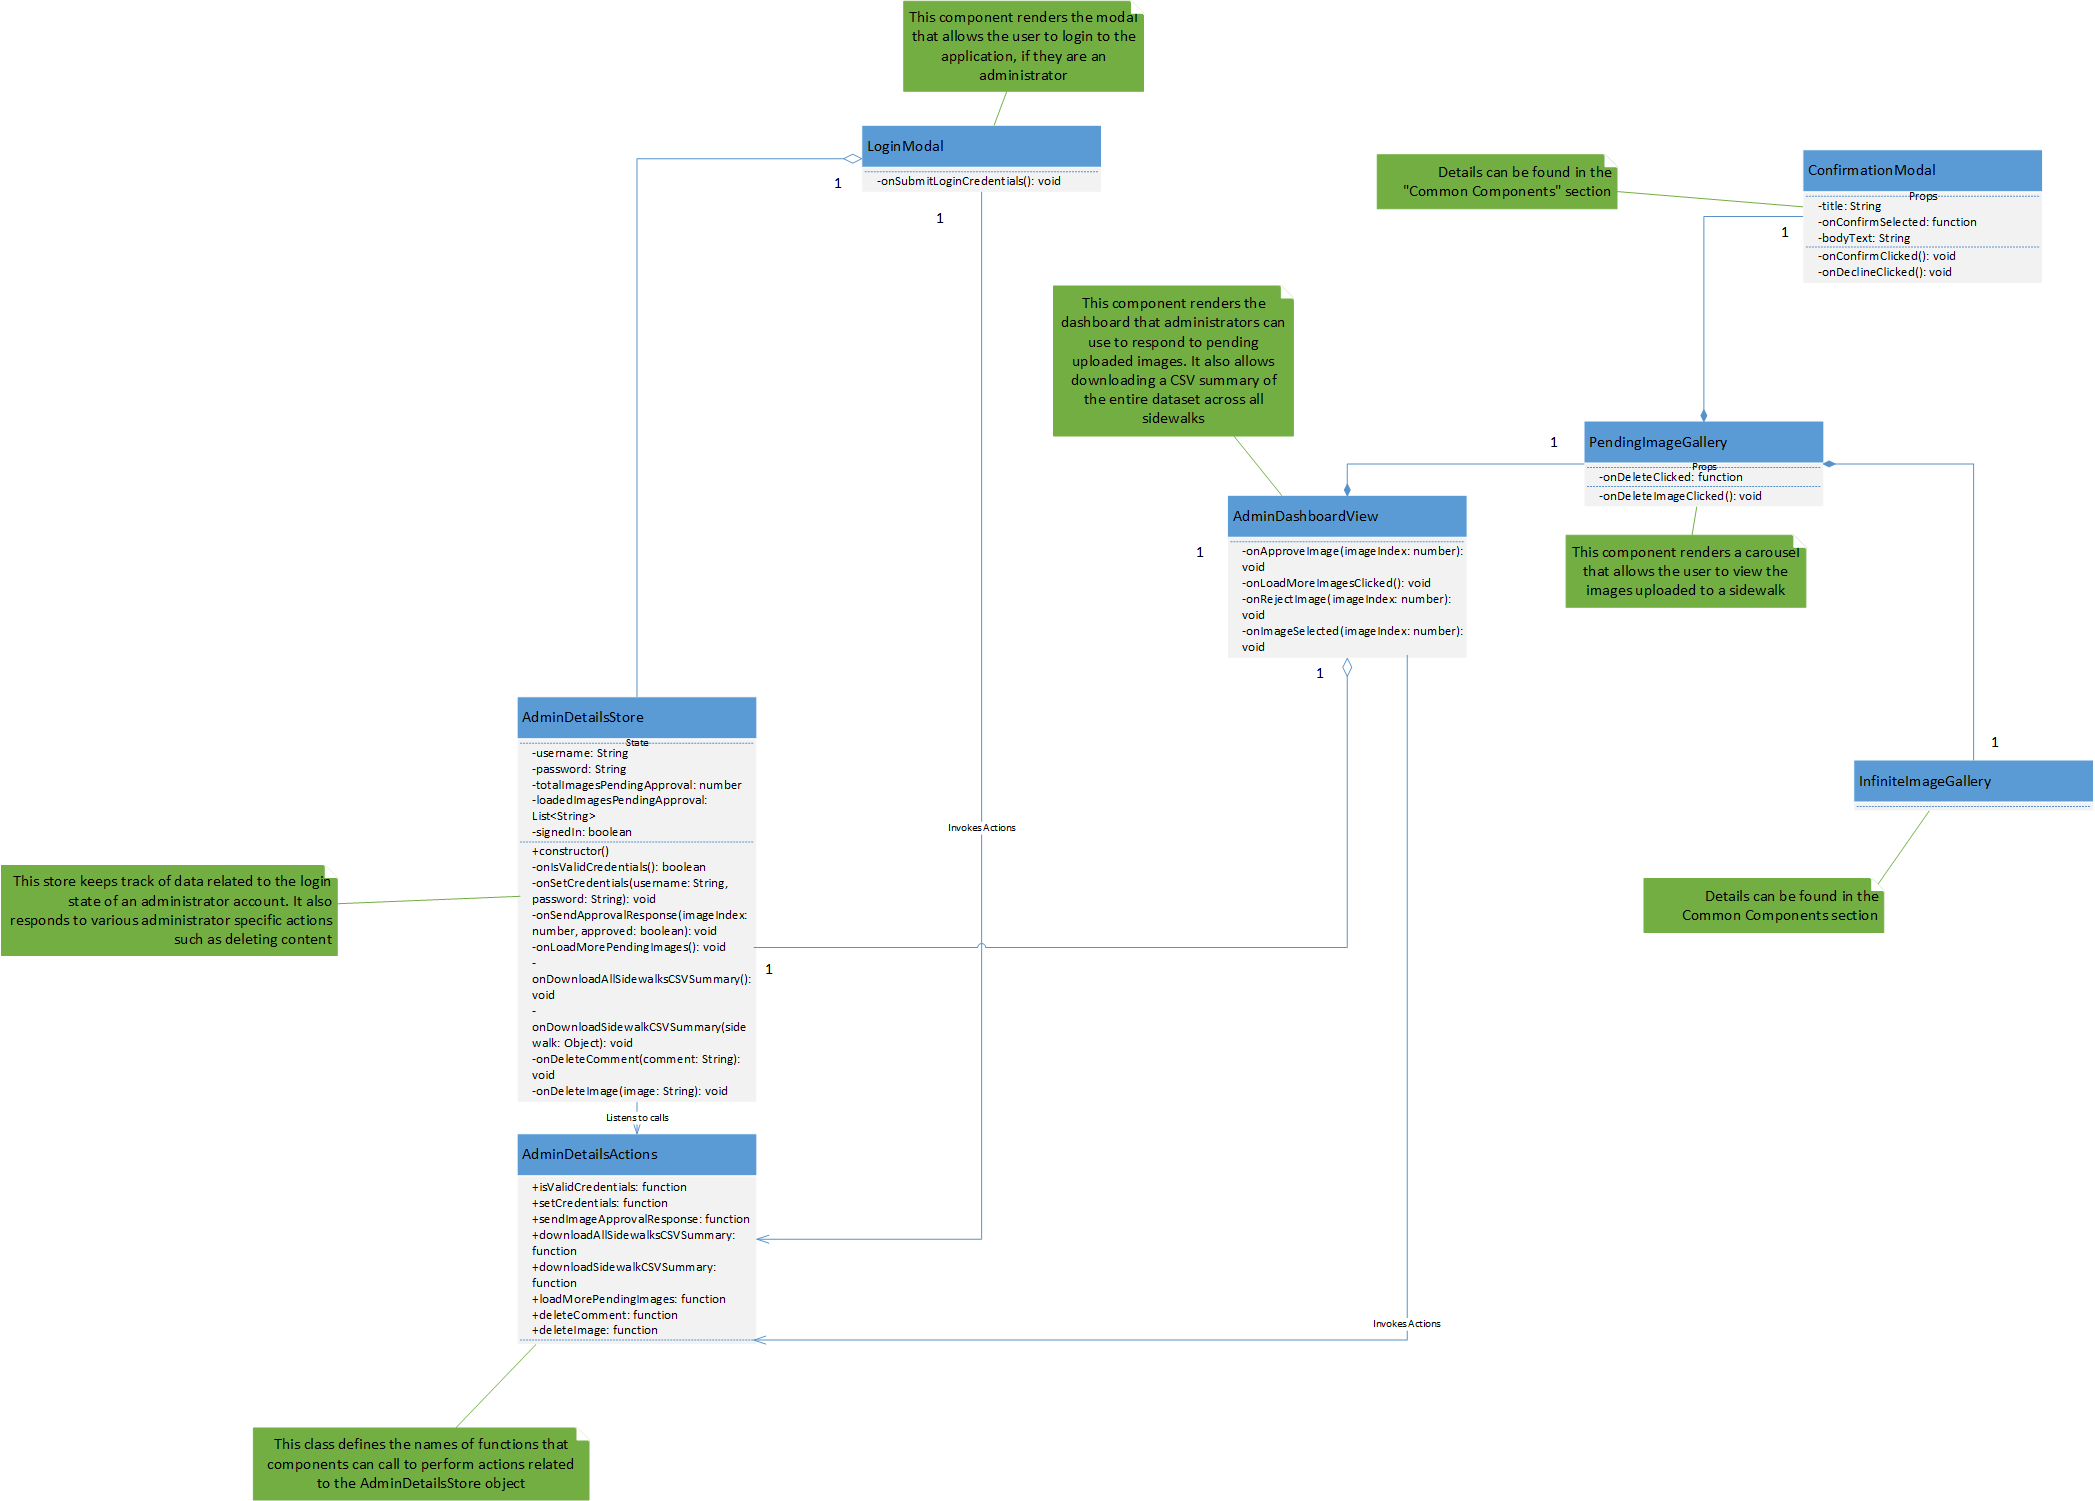 This component renders the modal
that allows the user to login to the
application, if they are an
administrator
LoginModal
-onSubmitLoginCredentials(): void
1
1
Details can be found in the
"Common Components" section
ConfirmationModal
Props
-title: String
-onConfirmSelected: function
-bodyText: String
-onConfirmClicked(): void
-onDeclineClicked(): void
1
This component renders the
dashboard that administrators can
use to respond to pending
uploaded images. It also allows
downloading a CSV summary of
the entire dataset across all
sidewalks
1
PendingImageGallery
Props
-onDeleteClicked: function
-onDeleteImageClicked(): void
AdminDashboardView
-onApproveImage(imageIndex: number):
void
-onLoadMoreImagesClicked(): void
-onRejectImage(imageIndex: number):
void
-onImageSelected(imageIndex: number):
void
1
1
This component renders a carousel
that allows the user to view the
images uploaded to a sidewalk
AdminDetailsStore
State
-username: String
-password: String
-totalImagesPendingApproval: number
-loadedImagesPendingApproval:
List<String>
-signedIn: boolean
+constructor()
-onIsValidCredentials(): boolean
-onSetCredentials(username: String,
password: String): void
-onSendApprovalResponse(imageIndex:
number, approved: boolean): void
-onLoadMorePendingImages(): void
-
onDownloadAllSidewalksCSVSummary():
void
-
onDownloadSidewalkCSVSummary(side
walk: Object): void
-onDeleteComment(comment: String):
void
-onDeleteImage(image: String): void
1
Invokes Actions
1
InfiniteImageGallery
Details can be found in the
Common Components section
This store keeps track of data related to the login
state of an administrator account. It also
responds to various administrator specific actions
such as deleting content
Listens to calls
AdminDetailsActions
+isValidCredentials: function
+setCredentials: function
+sendImageApprovalResponse: function
+downloadAllSidewalksCSVSummary:
function
+downloadSidewalkCSVSummary:
function
+loadMorePendingImages: function
+deleteComment: function
+deleteImage: function
Invokes Actions
This class defines the names of functions that
components can call to perform actions related
to the AdminDetailsStore object